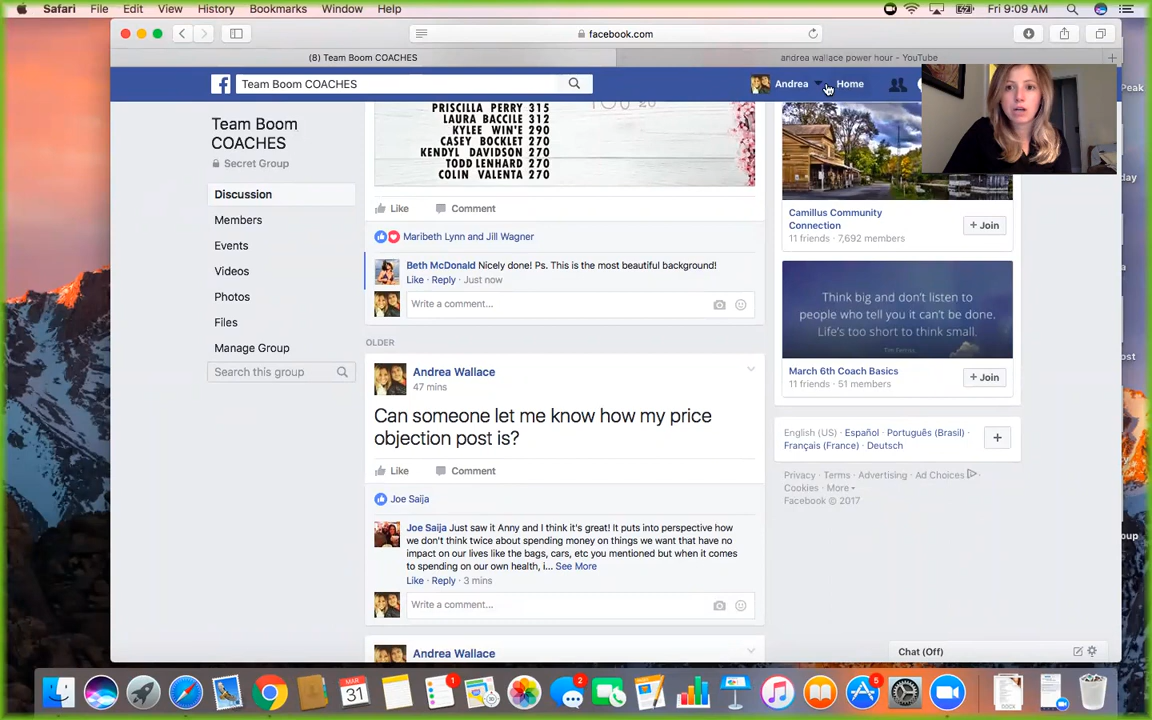 Safari File Edit View History Bookmarks Window Help Fri 9:09 AM
facebook.com
(8) Team Boom COACHES andrea wallace power hour - YouTube
Team Boom COACHES Andrea Home
Team Boom
COACHES
Secret Group
Discussion
Members
Events
Videos
Photos
Files
Manage Group
Search this group
PRISCILLA PERRY 315
LAURA BACCILE 312
KYLEE WIN'E 290
CASEY BOCKLET 270
KENDYL DAVIDSON 270
TODD LENHARD 270
COLIN VALENTA 270
Like Comment
Maribeth Lynn and Jill Wagner
Beth McDonald Nicely done! Ps. This is the most beautiful background!
Like · Reply · Just now
Write a comment...
OLDER
Andrea Wallace
47 mins
Can someone let me know how my price
objection post is?
Like Comment
Joe Saija
Joe Saija Just saw it Anny and I think it's great! It puts into perspective how
we don't think twice about spending money on things we want that have no
impact on our lives like the bags, cars, etc you mentioned but when it comes
to spending on our own health, i... See More
Like · Reply · 3 mins
Write a comment...
Andrea Wallace
Camillus Community
Connection
11 friends · 7,692 members
+ Join
Think big and don't listen to
people who tell you it can't be done.
Life's too short to think small.
Tim Ferriss
March 6th Coach Basics
11 friends · 51 members
+ Join
English (US) · Español · Português (Brasil) ·
Français (France) · Deutsch
+
Privacy · Terms · Advertising · Ad Choices
Cookies · More
Facebook © 2017
Chat (Off)
Peak
MAR
31
1
2
5
DOCX